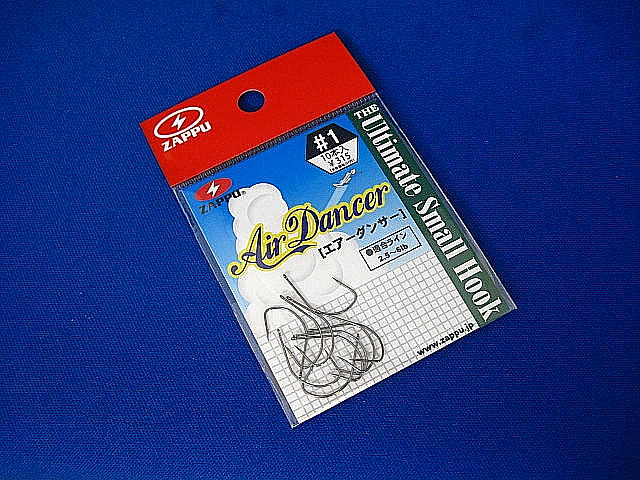 ZAPPU
#1
10本入
¥315
ZAPPU®
Air Dancer
[エアーダンサー]
●適合ライン
2.5~6lb
THE Ultimate Small Hook
www.zappu.jp